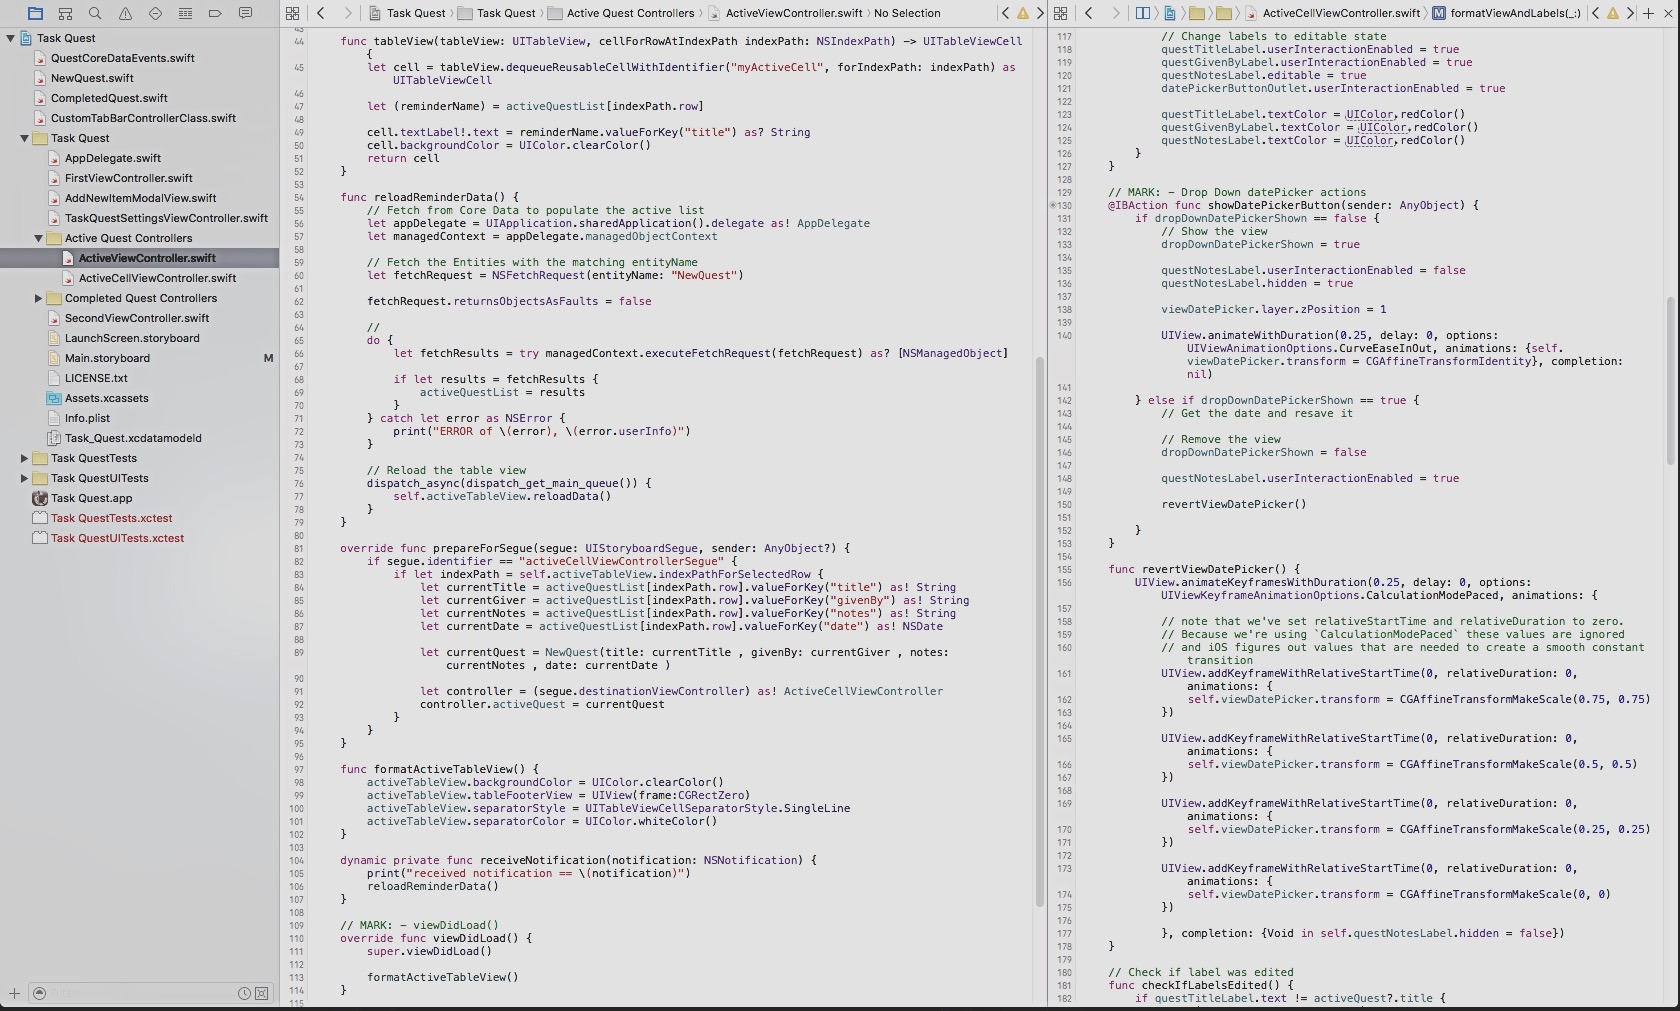 Task Quest
QuestCoreDataEvents.swift
NewQuest.swift
CompletedQuest.swift
CustomTabBarControllerClass.swift
Task Quest
AppDelegate.swift
FirstViewController.swift
AddNewItemModalView.swift
TaskQuestSettingsViewController.swift
Active Quest Controllers
ActiveViewController.swift
ActiveCellViewController.swift
Completed Quest Controllers
SecondViewController.swift
LaunchScreen.storyboard
Main.storyboard M
LICENSE.txt
Assets.xcassets
Info.plist
Task_Quest.xcdatamodeld
Task QuestTests
Task QuestUITests
Task Quest.app
Task QuestTests.xctest
Task QuestUITests.xctest
Task Quest Task Quest Active Quest Controllers ActiveViewController.swift No Selection
43
44 func tableView(tableView: UITableView, cellForRowAtIndexPath indexPath: NSIndexPath) -> UITableViewCell
{
45 let cell = tableView.dequeueReusableCellWithIdentifier("myActiveCell", forIndexPath: indexPath) as
UITableViewCell
46
47 let (reminderName) = activeQuestList[indexPath.row]
48
49 cell.textLabel!.text = reminderName.valueForKey("title") as? String
50 cell.backgroundColor = UIColor.clearColor()
51 return cell
52 }
53
54 func reloadReminderData() {
55 // Fetch from Core Data to populate the active list
56 let appDelegate = UIApplication.sharedApplication().delegate as! AppDelegate
57 let managedContext = appDelegate.managedObjectContext
58
59 // Fetch the Entities with the matching entityName
60 let fetchRequest = NSFetchRequest(entityName: "NewQuest")
61
62 fetchRequest.returnsObjectsAsFaults = false
63
64 //
65 do {
66 let fetchResults = try managedContext.executeFetchRequest(fetchRequest) as? [NSManagedObject]
67
68 if let results = fetchResults {
69 activeQuestList = results
70 }
71 } catch let error as NSError {
72 print("ERROR of \(error), \(error.userInfo)")
73 }
74
75 // Reload the table view
76 dispatch_async(dispatch_get_main_queue()) {
77 self.activeTableView.reloadData()
78 }
79 }
80
81 override func prepareForSegue(segue: UIStoryboardSegue, sender: AnyObject?) {
82 if segue.identifier == "activeCellViewControllerSegue" {
83 if let indexPath = self.activeTableView.indexPathForSelectedRow {
84 let currentTitle = activeQuestList[indexPath.row].valueForKey("title") as! String
85 let currentGiver = activeQuestList[indexPath.row].valueForKey("givenBy") as! String
86 let currentNotes = activeQuestList[indexPath.row].valueForKey("notes") as! String
87 let currentDate = activeQuestList[indexPath.row].valueForKey("date") as! NSDate
88
89 let currentQuest = NewQuest(title: currentTitle , givenBy: currentGiver , notes:
currentNotes , date: currentDate )
90
91 let controller = (segue.destinationViewController) as! ActiveCellViewController
92 controller.activeQuest = currentQuest
93 }
94 }
95 }
96
97 func formatActiveTableView() {
98 activeTableView.backgroundColor = UIColor.clearColor()
99 activeTableView.tableFooterView = UIView(frame:CGRectZero)
100 activeTableView.separatorStyle = UITableViewCellSeparatorStyle.SingleLine
101 activeTableView.separatorColor = UIColor.whiteColor()
102 }
103
104 dynamic private func receiveNotification(notification: NSNotification) {
105 print("received notification == \(notification)")
106 reloadReminderData()
107 }
108
109 // MARK: - viewDidLoad()
110 override func viewDidLoad() {
111 super.viewDidLoad()
112
113 formatActiveTableView()
114 }
115
ActiveCellViewController.swift M formatViewAndLabels(_:)
117 // Change labels to editable state
118 questTitleLabel.userInteractionEnabled = true
119 questGivenByLabel.userInteractionEnabled = true
120 questNotesLabel.editable = true
121 datePickerButtonOutlet.userInteractionEnabled = true
122
123 questTitleLabel.textColor = UIColor.redColor()
124 questGivenByLabel.textColor = UIColor.redColor()
125 questNotesLabel.textColor = UIColor.redColor()
126 }
127 }
128
129 // MARK: - Drop Down datePicker actions
130 @IBAction func showDatePickerButton(sender: AnyObject) {
131 if dropDownDatePickerShown == false {
132 // Show the view
133 dropDownDatePickerShown = true
134
135 questNotesLabel.userInteractionEnabled = false
136 questNotesLabel.hidden = true
137
138 viewDatePicker.layer.zPosition = 1
139
140 UIView.animateWithDuration(0.25, delay: 0, options:
UIViewAnimationOptions.CurveEaseInOut, animations: {self.
viewDatePicker.transform = CGAffineTransformIdentity}, completion:
nil)
141
142 } else if dropDownDatePickerShown == true {
143 // Get the date and resave it
144
145 // Remove the view
146 dropDownDatePickerShown = false
147
148 questNotesLabel.userInteractionEnabled = true
149
150 revertViewDatePicker()
151
152 }
153 }
154
155 func revertViewDatePicker() {
156 UIView.animateKeyframesWithDuration(0.25, delay: 0, options:
UIViewKeyframeAnimationOptions.CalculationModePaced, animations: {
157
158 // note that we've set relativeStartTime and relativeDuration to zero.
159 // Because we're using `CalculationModePaced` these values are ignored
160 // and iOS figures out values that are needed to create a smooth constant
transition
161 UIView.addKeyframeWithRelativeStartTime(0, relativeDuration: 0,
animations: {
162 self.viewDatePicker.transform = CGAffineTransformMakeScale(0.75, 0.75)
163 })
164
165 UIView.addKeyframeWithRelativeStartTime(0, relativeDuration: 0,
animations: {
166 self.viewDatePicker.transform = CGAffineTransformMakeScale(0.5, 0.5)
167 })
168
169 UIView.addKeyframeWithRelativeStartTime(0, relativeDuration: 0,
animations: {
170 self.viewDatePicker.transform = CGAffineTransformMakeScale(0.25, 0.25)
171 })
172
173 UIView.addKeyframeWithRelativeStartTime(0, relativeDuration: 0,
animations: {
174 self.viewDatePicker.transform = CGAffineTransformMakeScale(0, 0)
175 })
176
177 }, completion: {Void in self.questNotesLabel.hidden = false})
178 }
179
180 // Check if label was edited
181 func checkIfLabelsEdited() {
182 if questTitleLabel.text != activeQuest?.title {